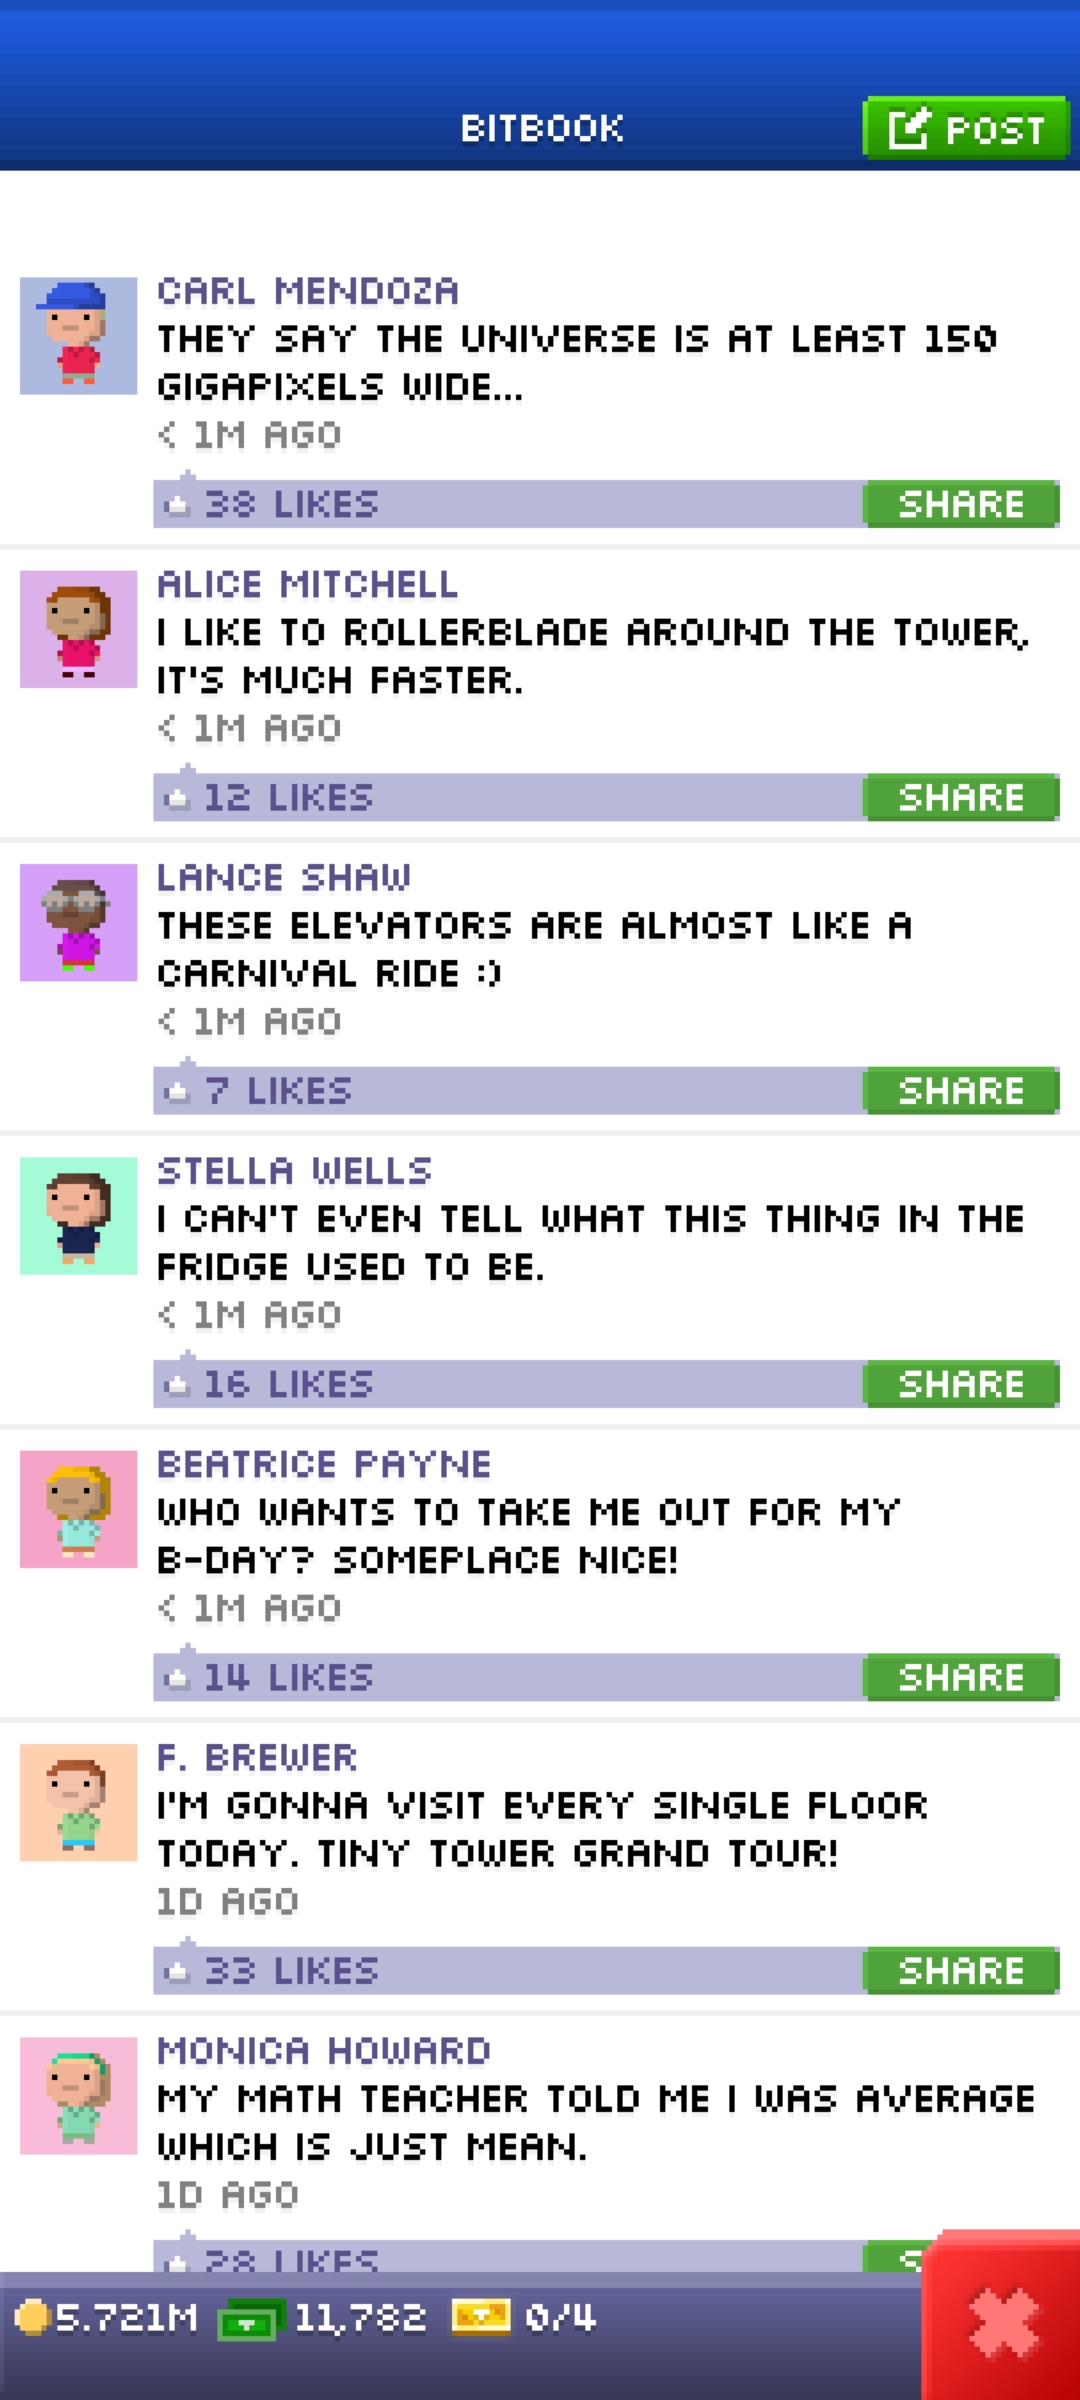 BITBOOK
POST
CARL MENDOZA
THEY SAY THE UNIVERSE IS AT LEAST 150
GIGAPIXELS WIDE...
< 1M AGO
38 LIKES
SHARE
ALICE MITCHELL
I LIKE TO ROLLERBLADE AROUND THE TOWER,
IT'S MUCH FASTER.
< 1M AGO
12 LIKES
SHARE
LANCE SHAW
THESE ELEVATORS ARE ALMOST LIKE A
CARNIVAL RIDE :)
< 1M AGO
7 LIKES
SHARE
STELLA WELLS
I CAN'T EVEN TELL WHAT THIS THING IN THE
FRIDGE USED TO BE.
< 1M AGO
16 LIKES
SHARE
BEATRICE PAYNE
WHO WANTS TO TAKE ME OUT FOR MY
B-DAY? SOMEPLACE NICE!
< 1M AGO
14 LIKES
SHARE
F. BREWER
I'M GONNA VISIT EVERY SINGLE FLOOR
TODAY. TINY TOWER GRAND TOUR!
1D AGO
33 LIKES
SHARE
MONICA HOWARD
MY MATH TEACHER TOLD ME I WAS AVERAGE
WHICH IS JUST MEAN.
1D AGO
28 LIKES
5.721M 11,782 0/4